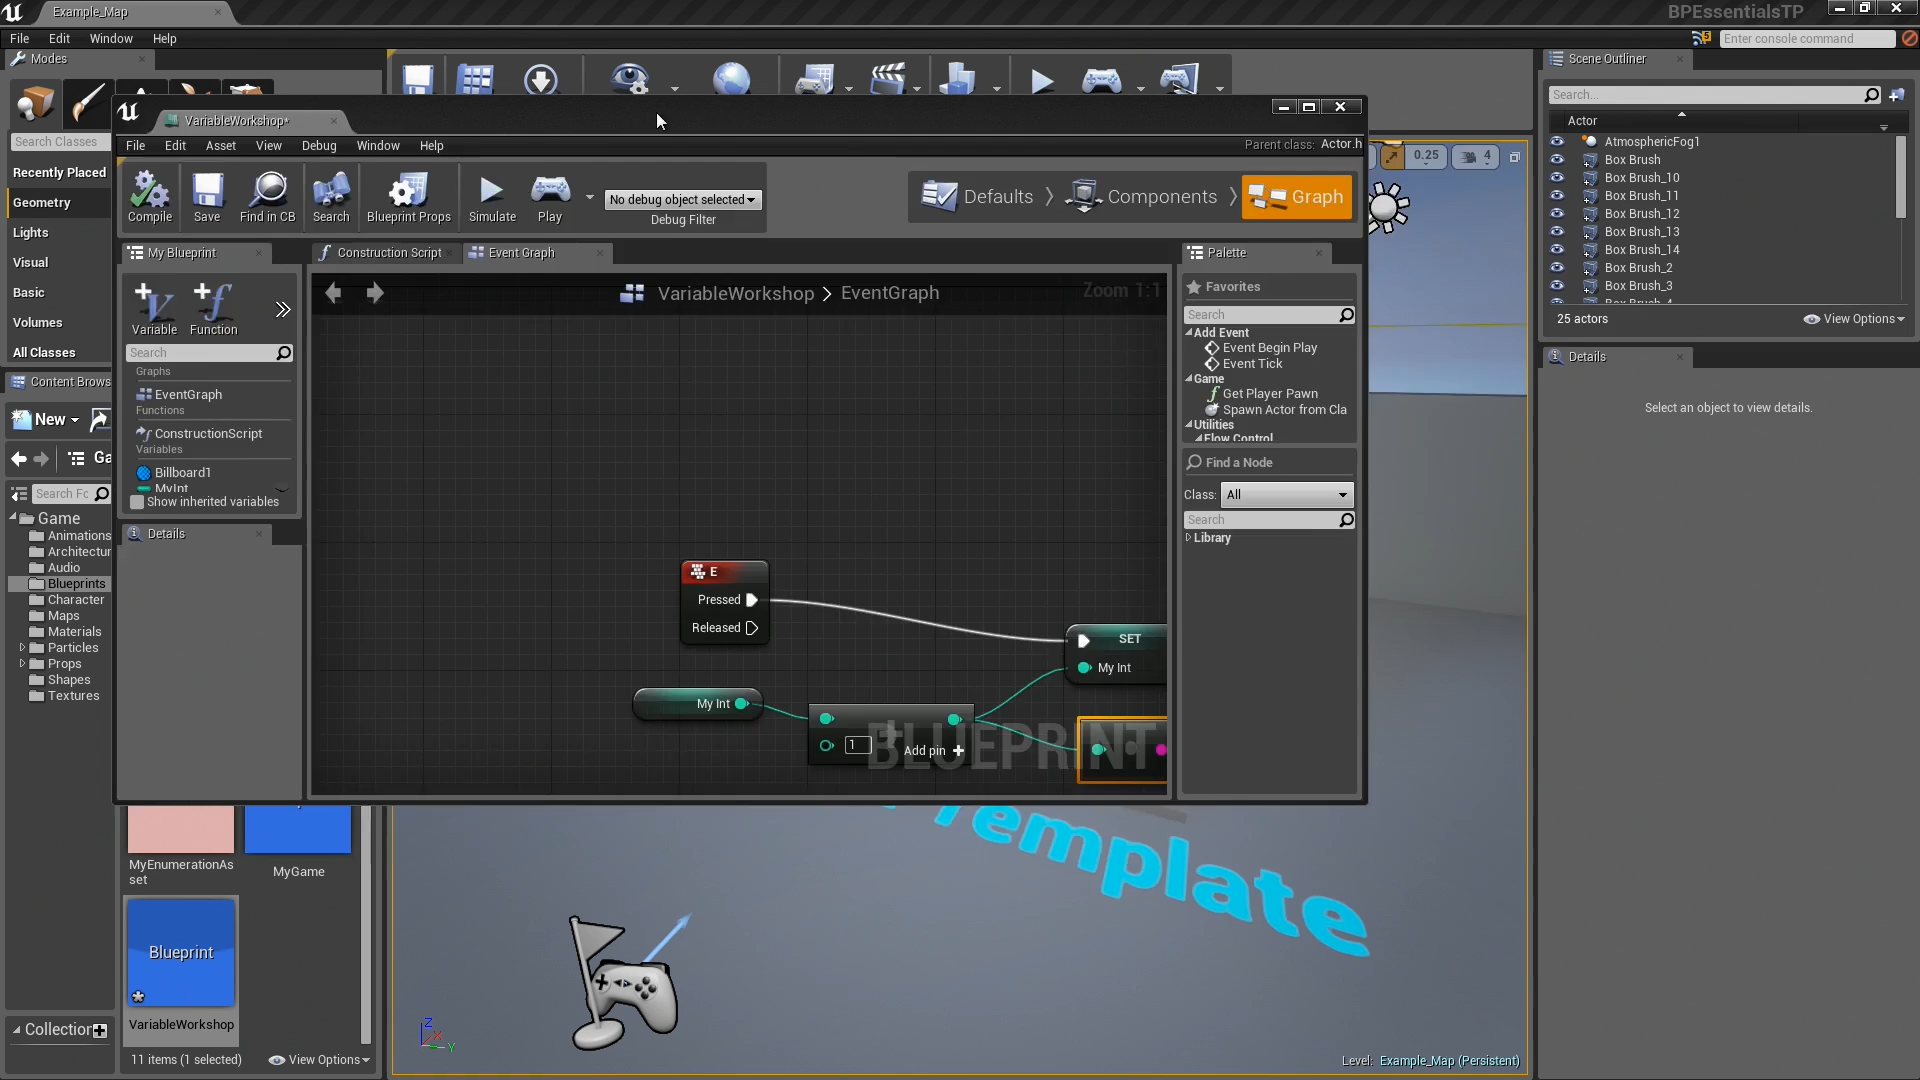 Example_Map
BPEssentialsTP
File Edit Window Help
Enter console command
Modes
Search Classes
Recently Placed
Geometry
Lights
Visual
Basic
Volumes
All Classes
Content Brows
New
Ga
Search Fo
Game
Animations
Architectur
Audio
Blueprints
Character
Maps
Materials
Particles
Props
Shapes
Textures
Collection
VariableWorkshop*
File Edit Asset View Debug Window Help
Parent class: Actor.h
Compile Save Find in CB Search Blueprint Props Simulate Play
No debug object selected
Debug Filter
Defaults Components Graph
My Blueprint
Variable Function
Search
Graphs
EventGraph
Functions
ConstructionScript
Variables
Billboard1
MyInt
Show inherited variables
Details
Construction Script
Event Graph
VariableWorkshop > EventGraph
Zoom 1:1
E
Pressed
Released
SET
My Int
My Int
1
Add pin
BLUEPRINT
Palette
Favorites
Search
Add Event
Event Begin Play
Event Tick
Game
Get Player Pawn
Spawn Actor from Cla
Utilities
Flow Control
Find a Node
Class: All
Search
Library
0.25
4
Scene Outliner
Search...
Actor
AtmosphericFog1
Box Brush
Box Brush_10
Box Brush_11
Box Brush_12
Box Brush_13
Box Brush_14
Box Brush_2
Box Brush_3
Box Brush_4
25 actors
View Options
Details
Select an object to view details.
MyEnumerationAs
set
MyGame
Blueprint
VariableWorkshop
11 items (1 selected)
View Options
Template
Z
X
Y
Level: Example_Map (Persistent)